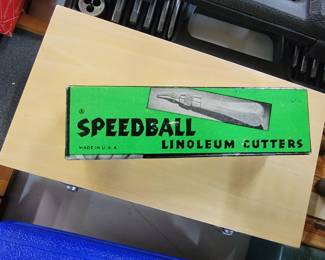 ®
SPEEDBALL
LINOLEUM CUTTERS
MADE IN U.S.A.